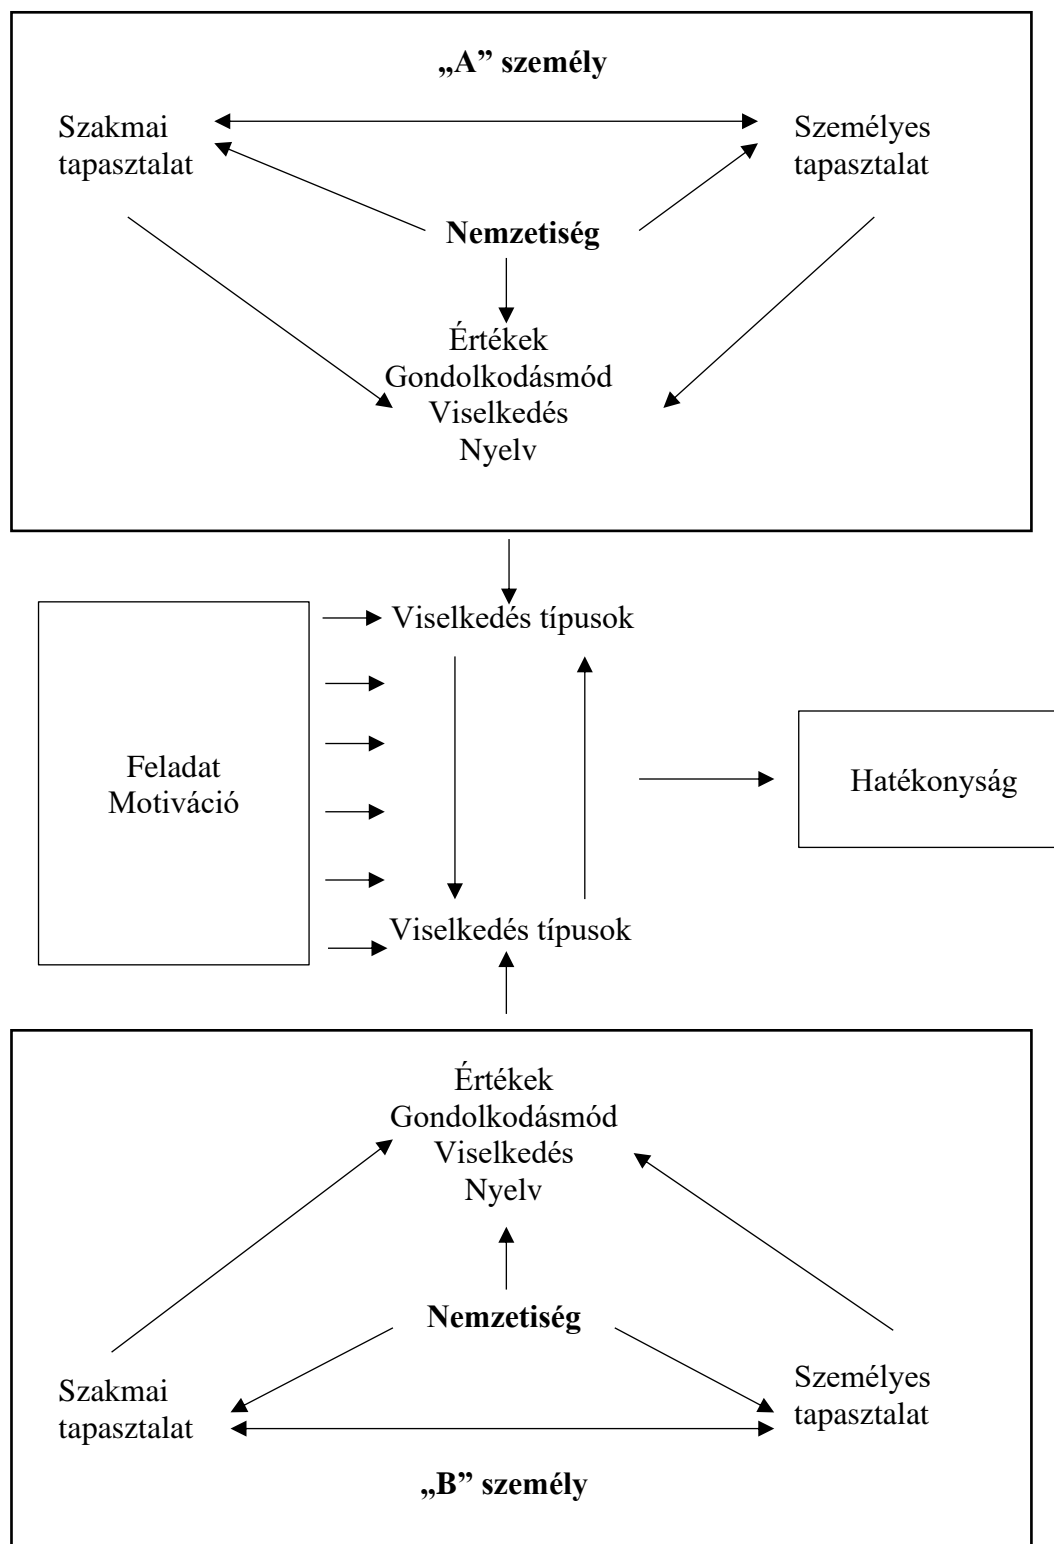 „A” személy
Szakmai
tapasztalat
Személyes
tapasztalat
Nemzetiség
Értékek
Gondolkodásmód
Viselkedés
Nyelv
Viselkedés típusok
Feladat
Motiváció
Hatékonyság
Viselkedés típusok
Értékek
Gondolkodásmód
Viselkedés
Nyelv
Nemzetiség
Szakmai
tapasztalat
Személyes
tapasztalat
„B” személy